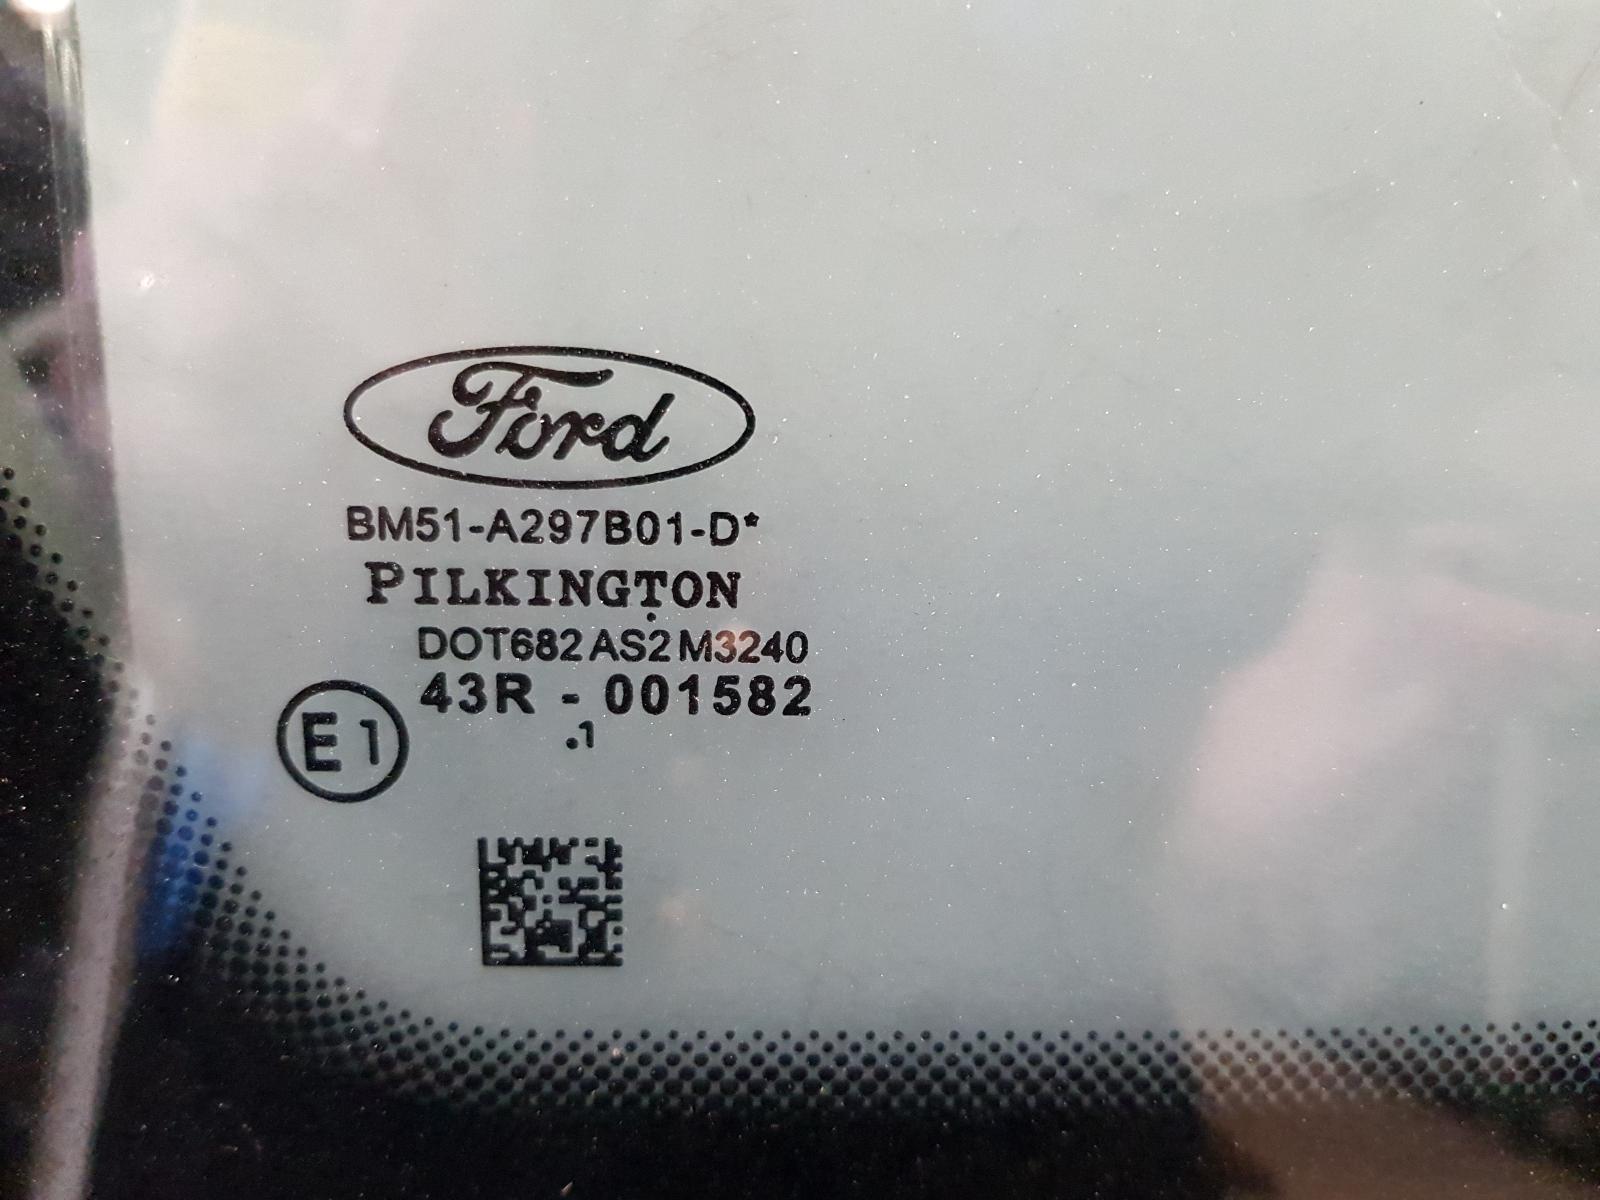 Ford
BM51-A297B01-D*
PILKINGTON
DOT682 AS2 M3240
43R - 001582
E1
.1